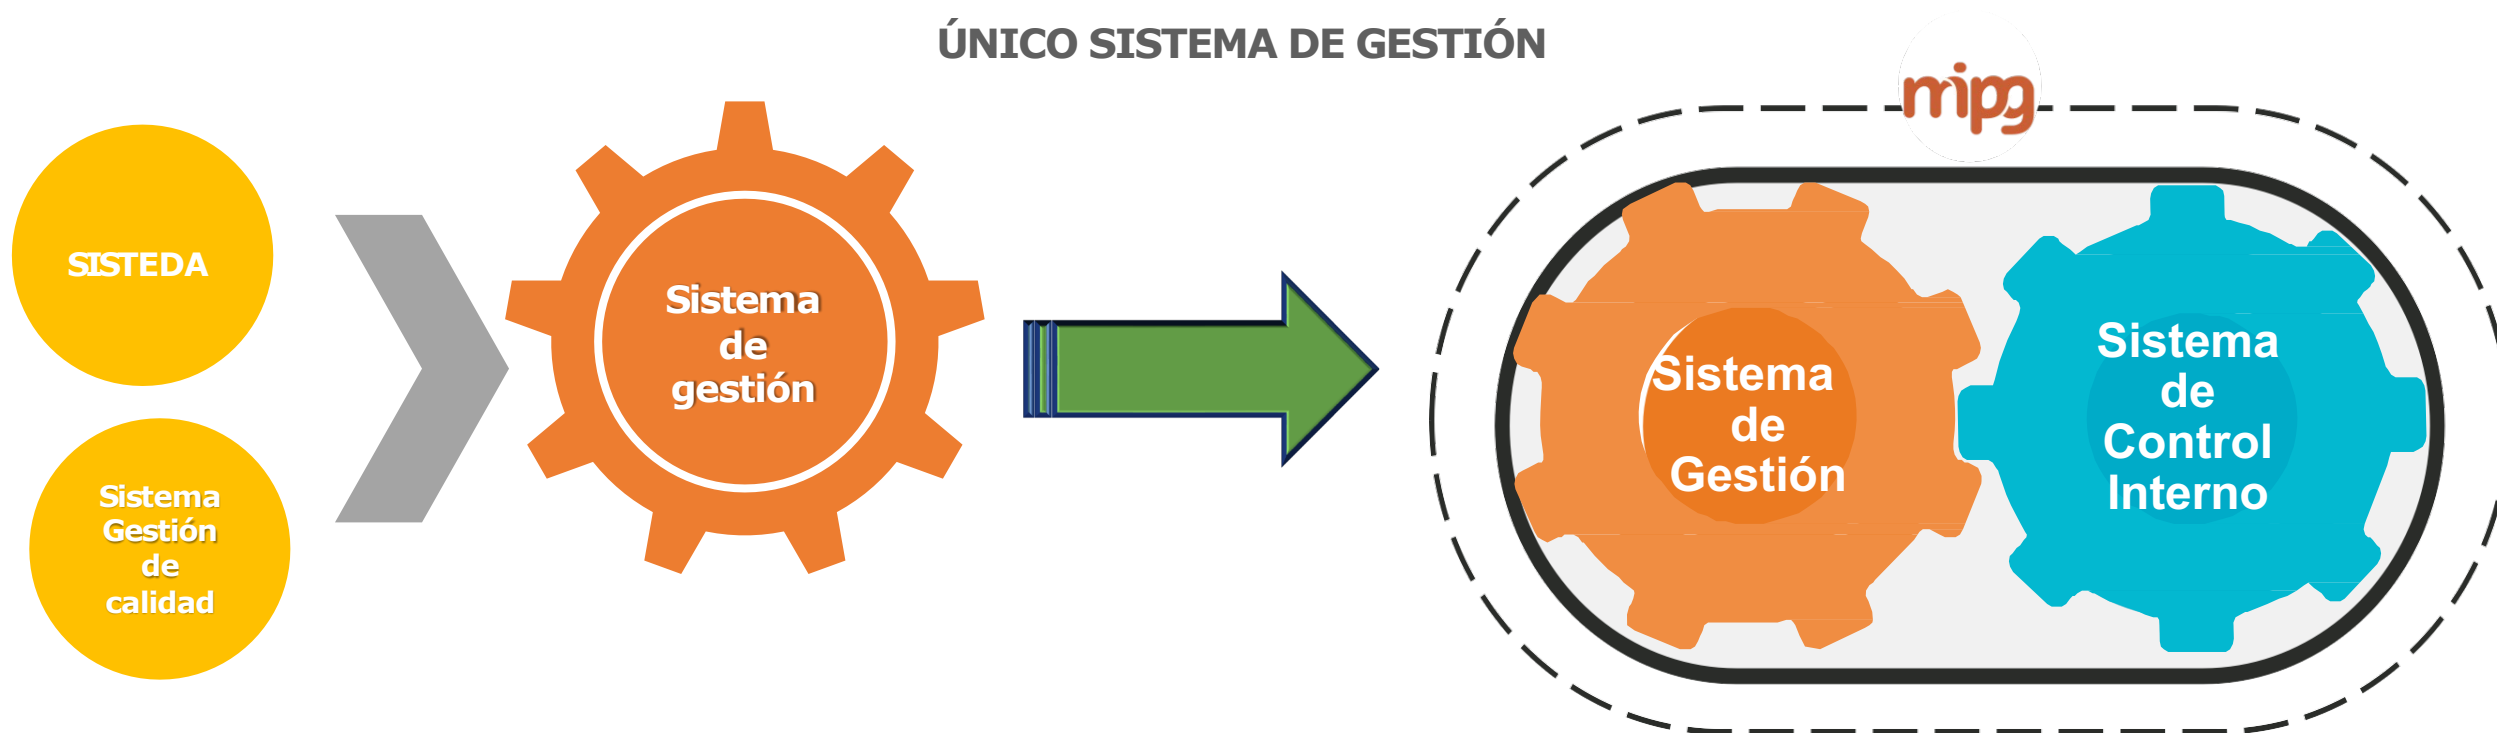 ÚNICO SISTEMA DE GESTIÓN
mipg
SISTEDA
Sistema
Gestión
de
calidad
Sistema
de
gestión
Sistema
de
Gestión
Sistema
de
Control
Interno